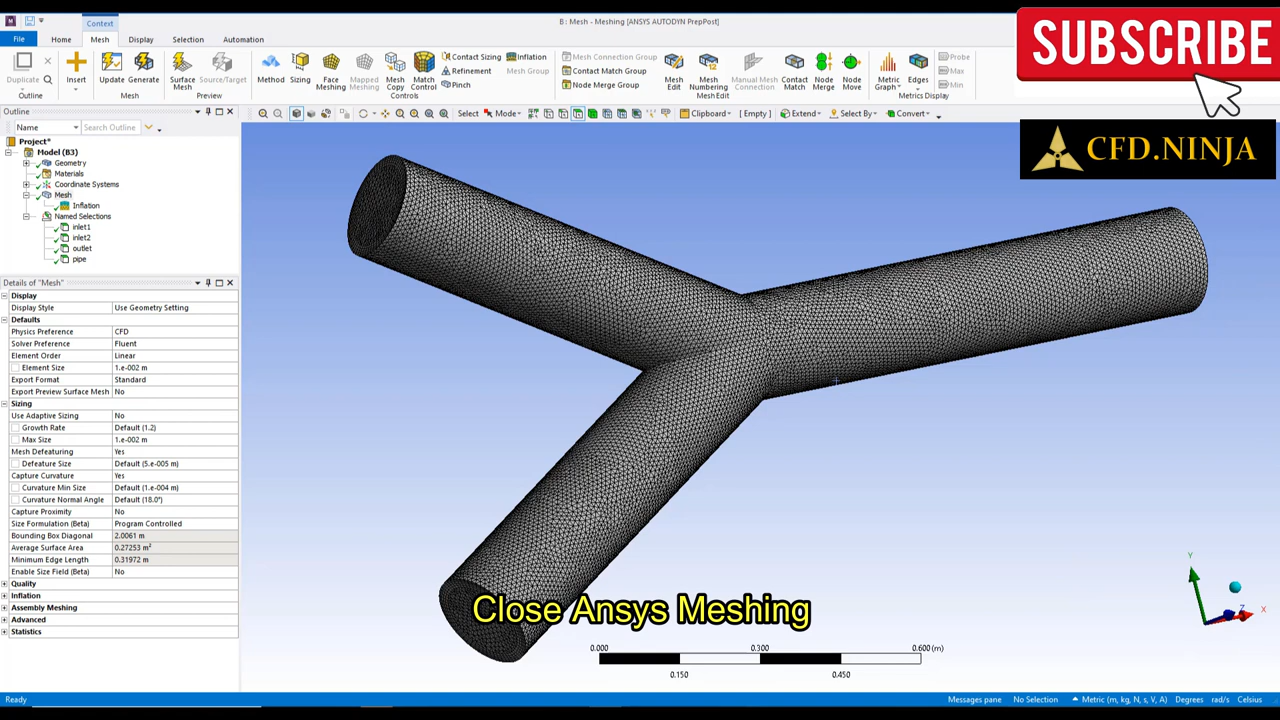 Context
B : Mesh - Meshing [ANSYS AUTODYN PrepPost]
File Home Mesh Display Selection Automation
Duplicate
Outline
Insert
Update Generate
Mesh
Surface Mesh
Source/Target
Preview
Method Sizing Face Meshing Mapped Meshing Mesh Copy Match Control
Contact Sizing Inflation
Refinement Mesh Group
Pinch
Controls
Mesh Connection Group
Contact Match Group
Node Merge Group
Mesh Edit Mesh Numbering Manual Mesh Connection Contact Match Node Merge Node Move
Mesh Edit
Metric Graph Edges
Probe
Max
Min
Metrics Display
SUBSCRIBE
CFD.NINJA
Outline
Name Search Outline
Select Mode Clipboard [ Empty ] Extend Select By Convert
Project*
Model (B3)
Geometry
Materials
Coordinate Systems
Mesh
Inflation
Named Selections
inlet1
inlet2
outlet
pipe
Details of "Mesh"
Display
Display Style Use Geometry Setting
Defaults
Physics Preference CFD
Solver Preference Fluent
Element Order Linear
Element Size 1.e-002 m
Export Format Standard
Export Preview Surface Mesh No
Sizing
Use Adaptive Sizing No
Growth Rate Default (1.2)
Max Size 1.e-002 m
Mesh Defeaturing Yes
Defeature Size Default (5.e-005 m)
Capture Curvature Yes
Curvature Min Size Default (1.e-004 m)
Curvature Normal Angle Default (18.0°)
Capture Proximity No
Size Formulation (Beta) Program Controlled
Bounding Box Diagonal 2.0061 m
Average Surface Area 0.27253 m²
Minimum Edge Length 0.31972 m
Enable Size Field (Beta) No
Quality
Inflation
Assembly Meshing
Advanced
Statistics
Close Ansys Meshing
0.000 0.300 0.600 (m)
0.150 0.450
Y
Z
X
Ready
Messages pane No Selection Metric (m, kg, N, s, V, A) Degrees rad/s Celsius